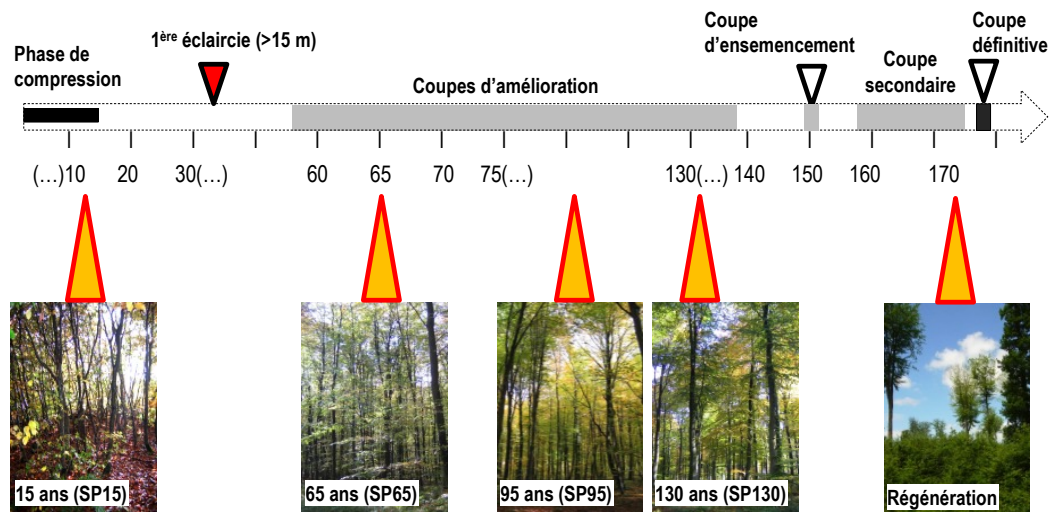 Phase de
compression
1ère éclaircie (>15 m)
Coupes d’amélioration
Coupe
d’ensemencement
Coupe
secondaire
Coupe
définitive
(…)10 20 30(…) 60 65 70 75(…) 130(…) 140 150 160 170
15 ans (SP15)
65 ans (SP65)
95 ans (SP95)
130 ans (SP130)
Régénération